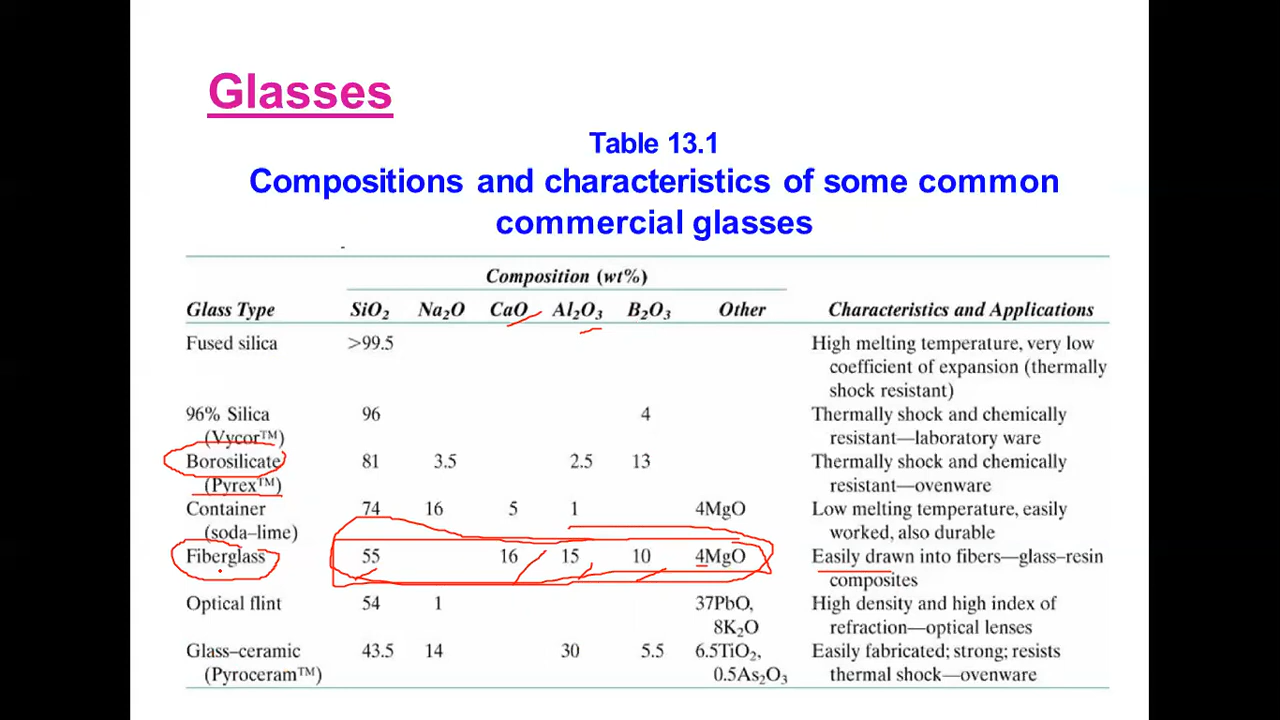 Glasses
Table 13.1
Compositions and characteristics of some common
commercial glasses
Composition (wt%)
Glass Type SiO₂ Na₂O CaO Al₂O₃ B₂O₃ Other Characteristics and Applications
Fused silica >99.5 High melting temperature, very low
coefficient of expansion (thermally
shock resistant)
96% Silica 96 4 Thermally shock and chemically
(Vycor™) resistant—laboratory ware
Borosilicate 81 3.5 2.5 13 Thermally shock and chemically
(Pyrex™) resistant—ovenware
Container 74 16 5 1 4MgO Low melting temperature, easily
(soda–lime) worked, also durable
Fiberglass 55 16 15 10 4MgO Easily drawn into fibers—glass–resin
composites
Optical flint 54 1 37PbO, High density and high index of
8K₂O refraction—optical lenses
Glass–ceramic 43.5 14 30 5.5 6.5TiO₂, Easily fabricated; strong; resists
(Pyroceram™) 0.5As₂O₃ thermal shock—ovenware